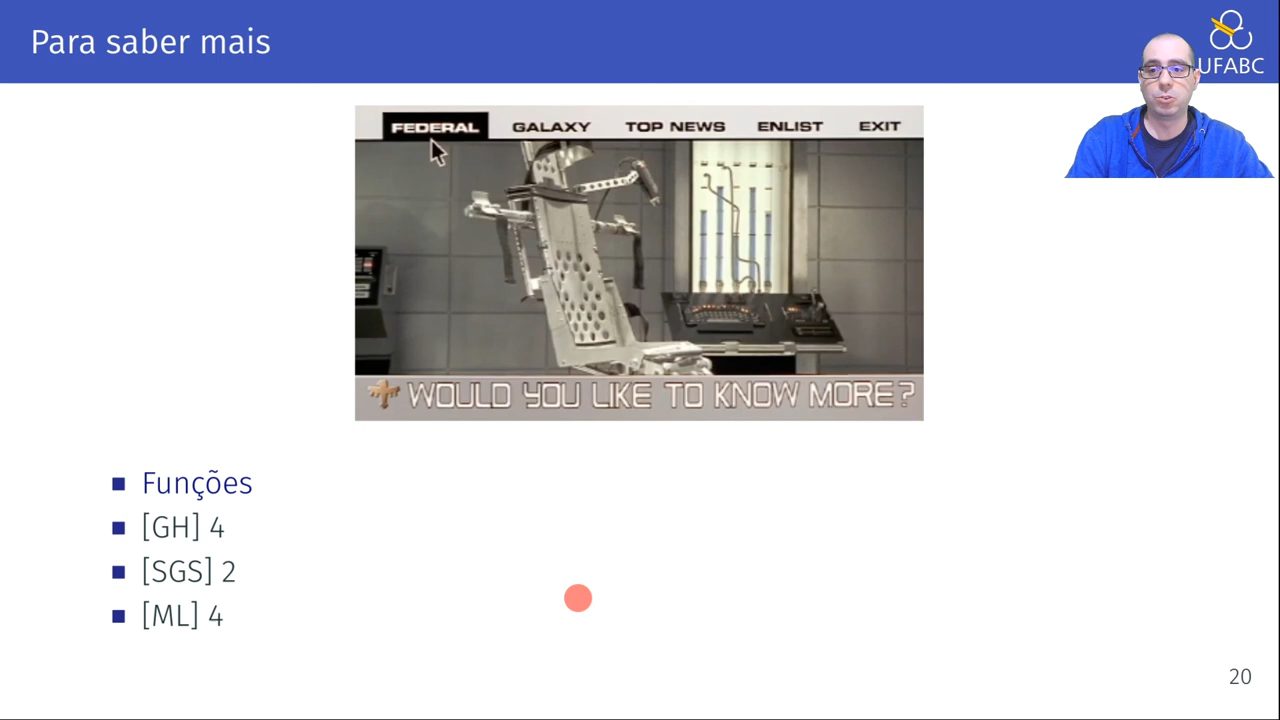 Para saber mais
UFABC
FEDERAL GALAXY TOP NEWS ENLIST EXIT
WOULD YOU LIKE TO KNOW MORE?
Funções
[GH] 4
[SGS] 2
[ML] 4
20